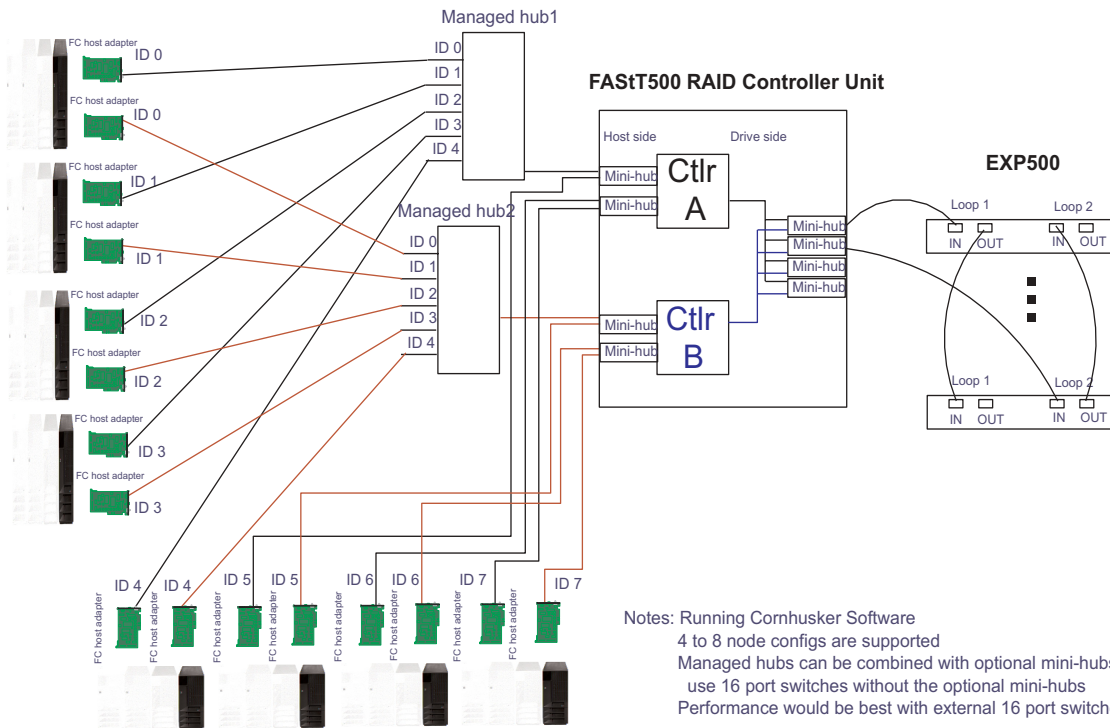 Managed hub1
FC host adapter
ID 0
ID 0
ID 1
ID 2
ID 3
ID 4
FC host adapter
ID 0
FAStT500 RAID Controller Unit
Host side
Drive side
EXP500
FC host adapter
ID 1
Mini-hub
Mini-hub
Ctlr
A
Managed hub2
ID 0
ID 1
ID 2
ID 3
ID 4
FC host adapter
ID 1
Mini-hub
Mini-hub
Mini-hub
Mini-hub
Loop 1
Loop 2
IN
OUT
IN
OUT
FC host adapter
ID 2
Mini-hub
Mini-hub
Ctlr
B
FC host adapter
ID 2
Loop 1
Loop 2
IN
OUT
IN
OUT
FC host adapter
ID 3
FC host adapter
ID 3
ID 4
ID 4
ID 5
ID 5
ID 6
ID 6
ID 7
ID 7
FC host adapter
FC host adapter
FC host adapter
FC host adapter
FC host adapter
FC host adapter
FC host adapter
FC host adapter
Notes: Running Cornhusker Software
4 to 8 node configs are supported
Managed hubs can be combined with optional mini-hubs
use 16 port switches without the optional mini-hubs
Performance would be best with external 16 port switch